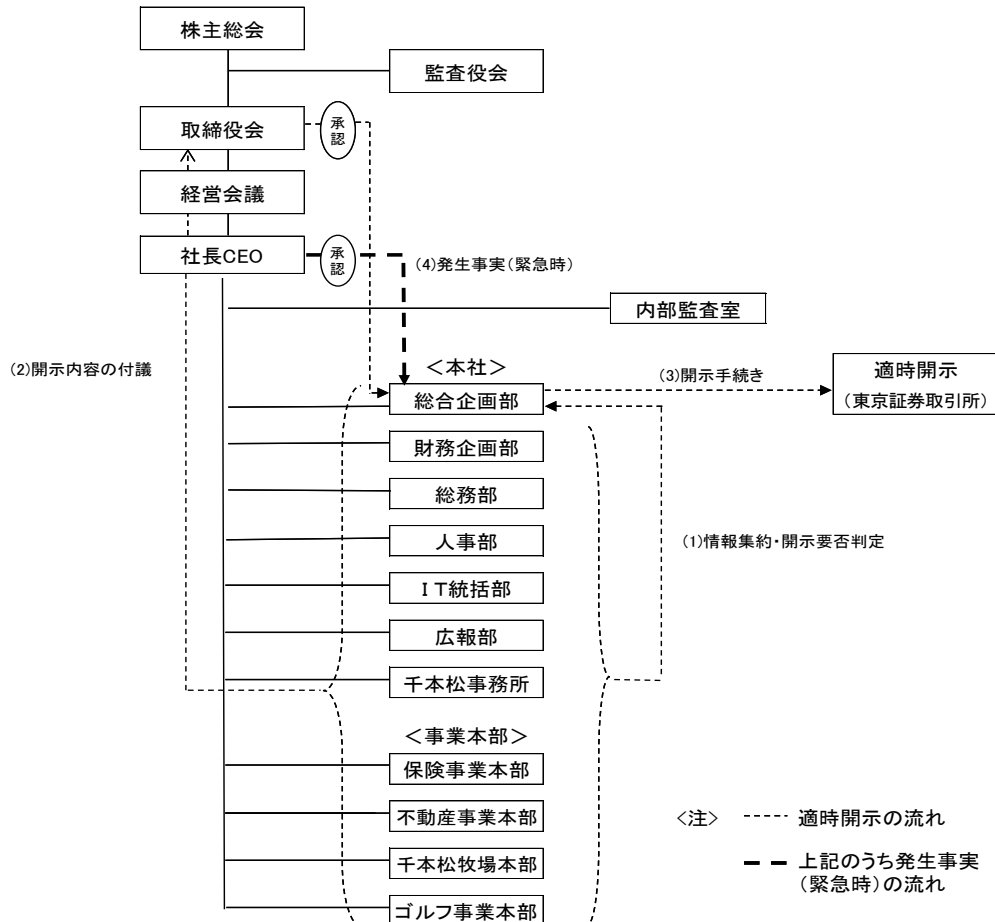 株主総会
監査役会
取締役会
承認
経営会議
社長CEO
承認
(4)発生事実(緊急時)
内部監査室
(2)開示内容の付議
＜本社＞
総合企画部
(3)開示手続き
適時開示
(東京証券取引所)
財務企画部
総務部
人事部
(1)情報集約・開示要否判定
ＩＴ統括部
広報部
千本松事務所
＜事業本部＞
保険事業本部
不動産事業本部
千本松牧場本部
ゴルフ事業本部
<注> 適時開示の流れ
上記のうち発生事実
(緊急時)の流れ